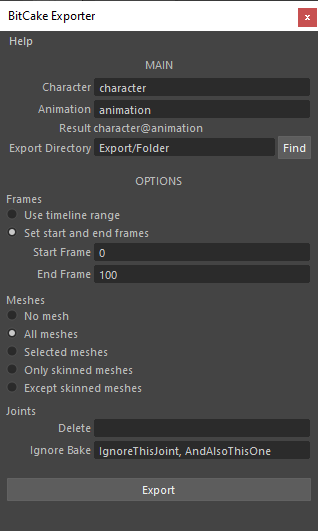 BitCake Exporter x
Help
MAIN
Character character
Animation animation
Result character@animation
Export Directory Export/Folder Find
OPTIONS
Frames
Use timeline range
Set start and end frames
Start Frame 0
End Frame 100
Meshes
No mesh
All meshes
Selected meshes
Only skinned meshes
Except skinned meshes
Joints
Delete
Ignore Bake IgnoreThisJoint, AndAlsoThisOne
Export